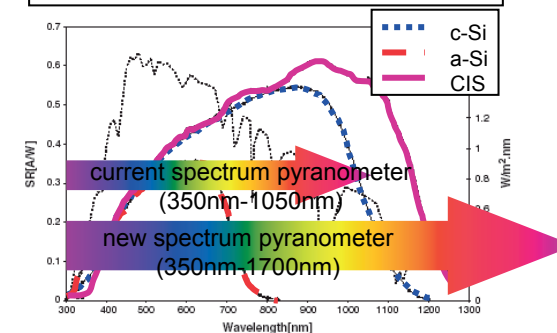 c-Si
a-Si
CIS
0.7
0.6
0.5
0.4
0.3
0.2
0.1
0
SR[A/W]
1.2
1
0.8
0
W/m² nm
current spectrum pyranometer
(350nm-1050nm)
new spectrum pyranometer
(350nm-1700nm)
300 400 500 600 700 800 900 1000 1100 1200 1300
Wavelength[nm]